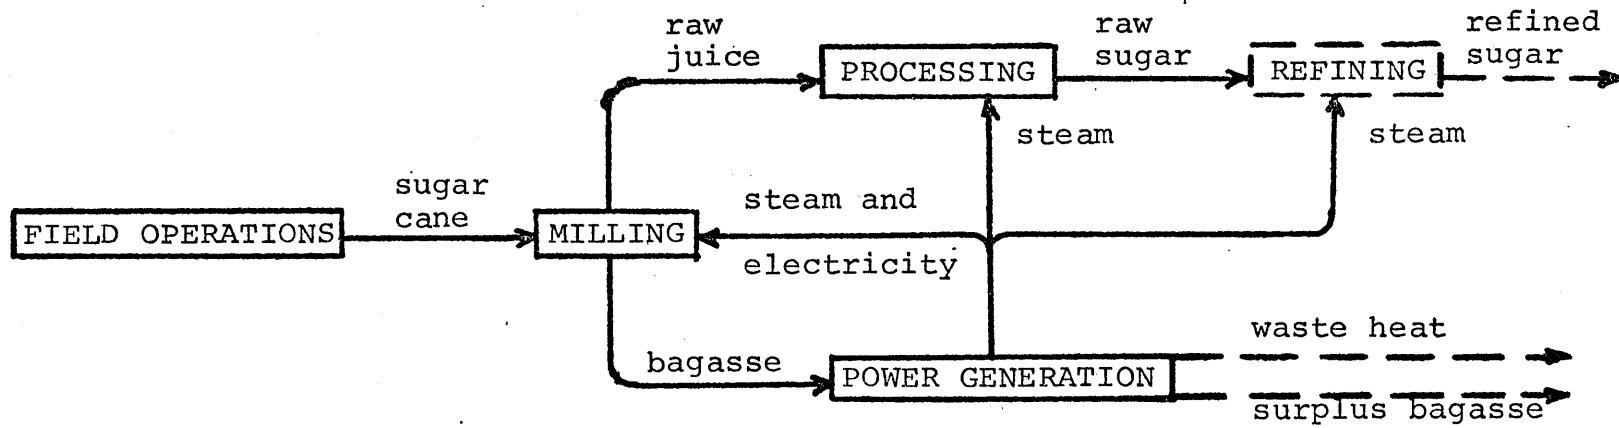 raw
juice
PROCESSING
raw
sugar
REFINING
refined
sugar
steam
steam
FIELD OPERATIONS
sugar
cane
MILLING
steam and
electricity
bagasse
POWER GENERATION
waste heat
surplus bagasse